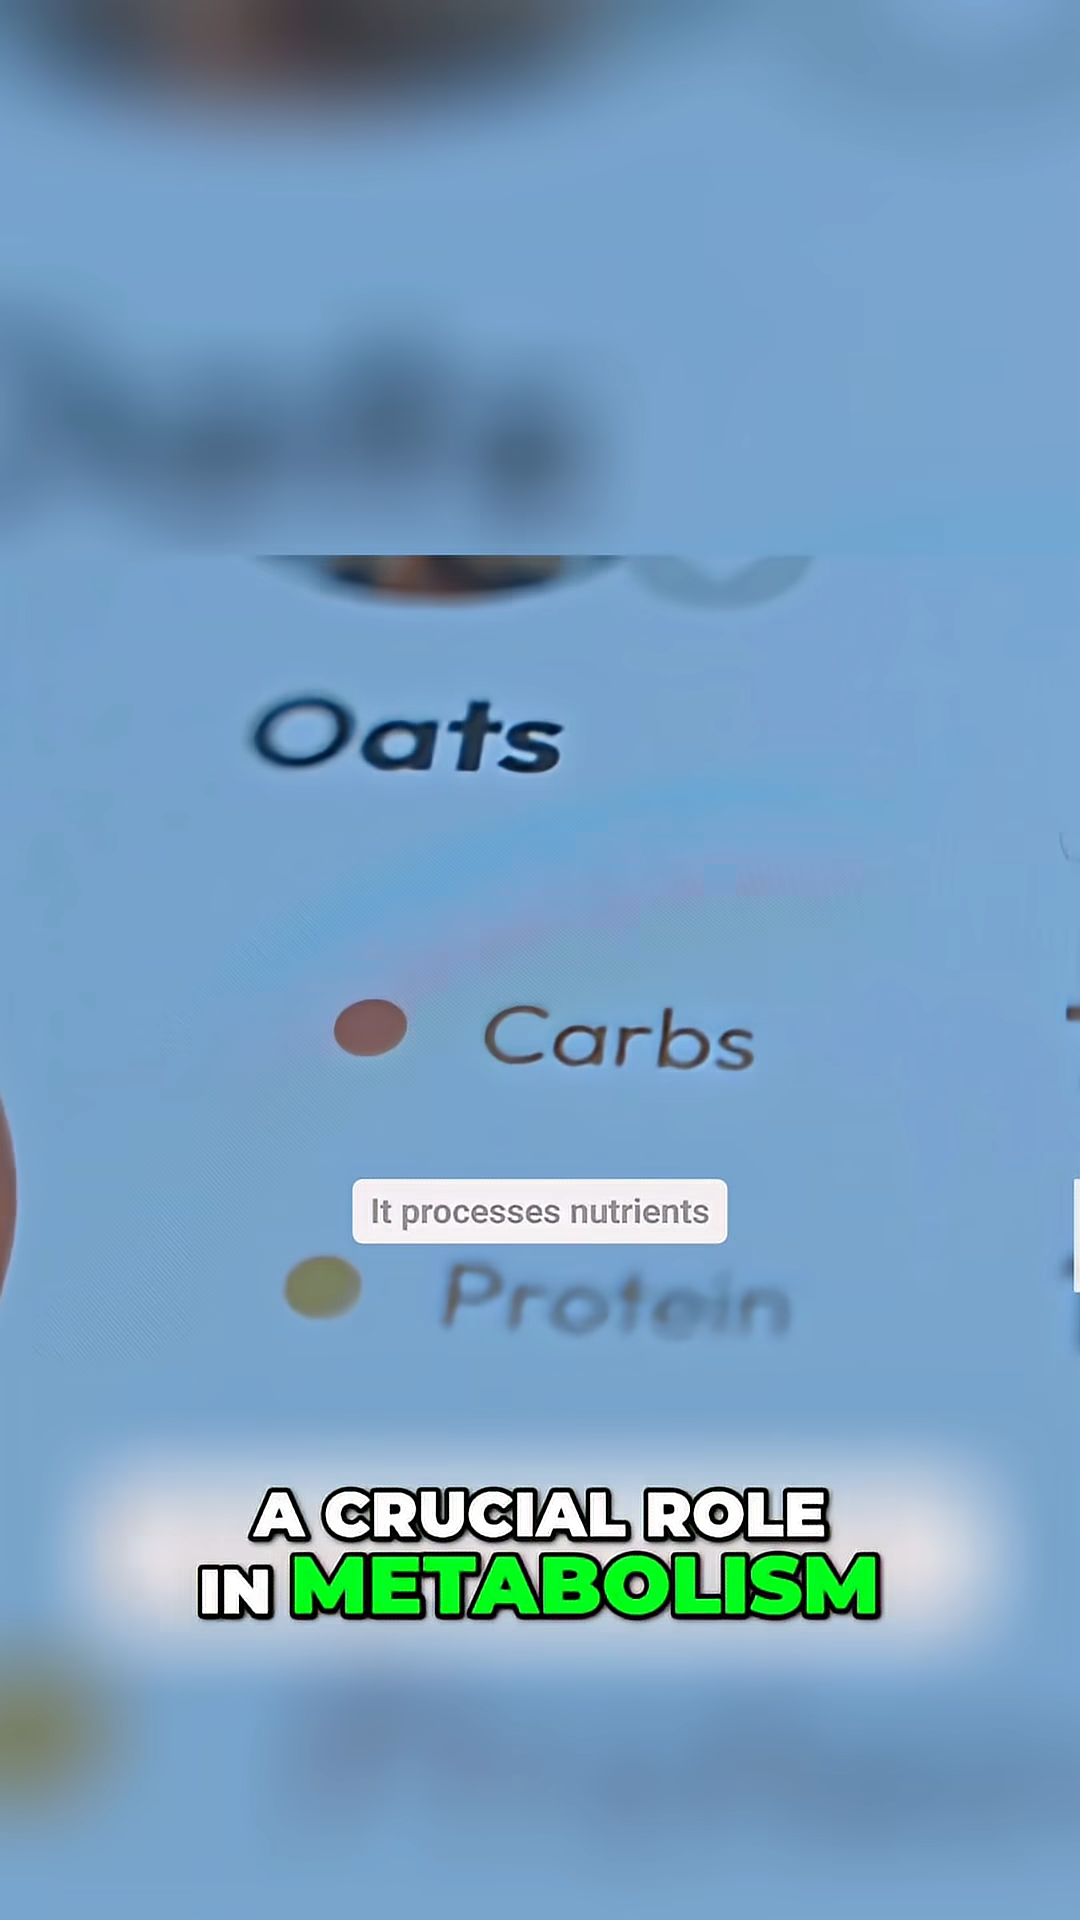 Oats
Carbs
It processes nutrients
Protein
A CRUCIAL ROLE
IN METABOLISM